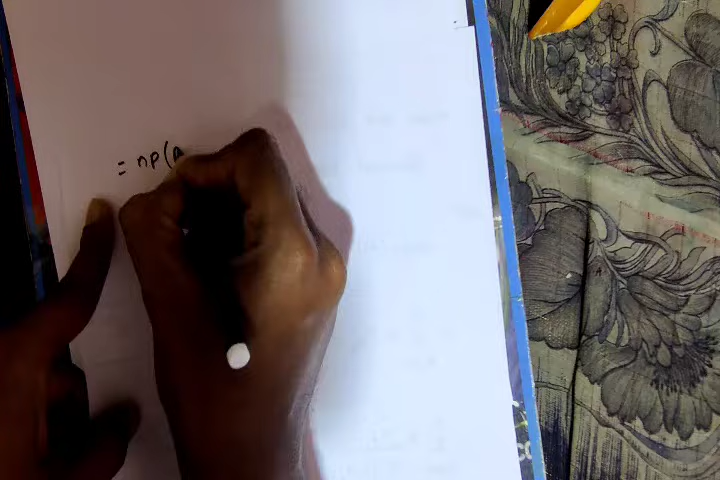 = np(